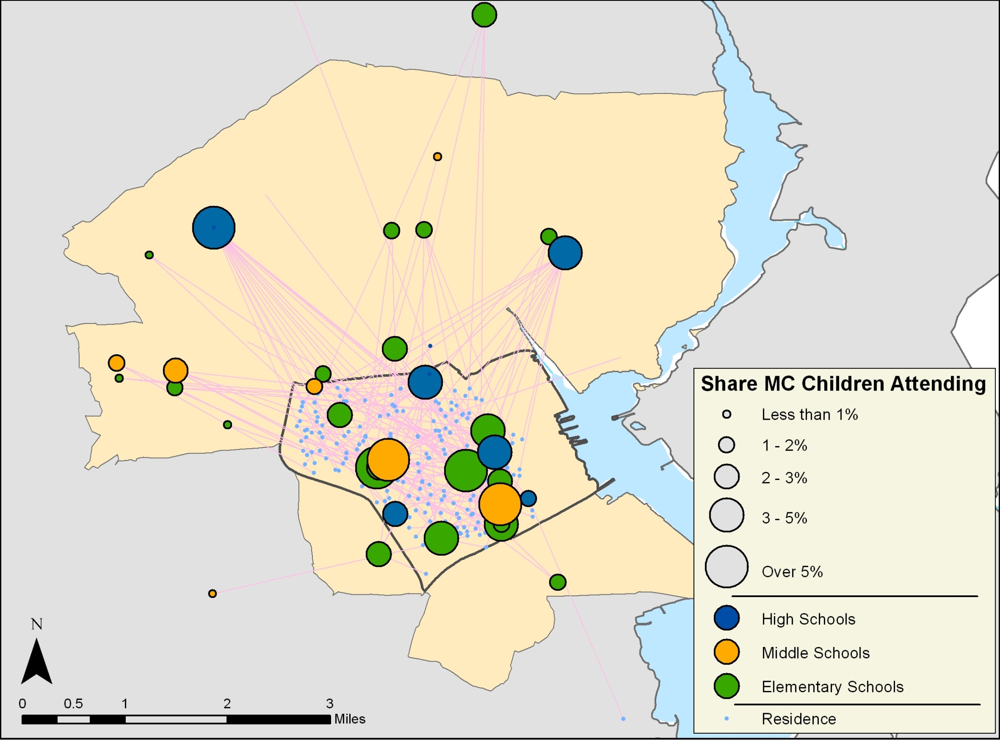 Share MC Children Attending
Less than 1%
1 - 2%
2 - 3%
3 - 5%
Over 5%
High Schools
Middle Schools
Elementary Schools
Residence
N
0 0.5 1 2 3
Miles